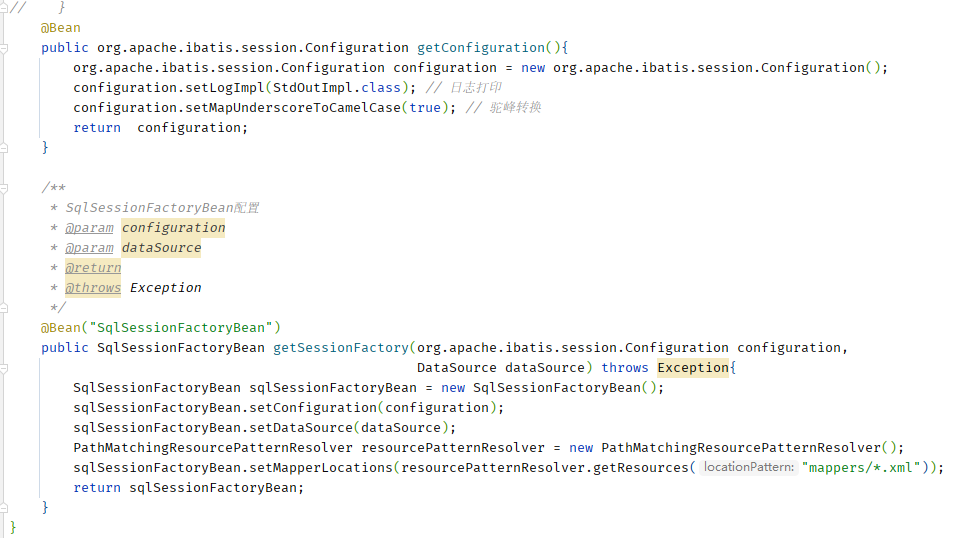 //    }
    @Bean
    public org.apache.ibatis.session.Configuration getConfiguration(){
        org.apache.ibatis.session.Configuration configuration = new org.apache.ibatis.session.Configuration();
        configuration.setLogImpl(StdOutImpl.class); // 日志打印
        configuration.setMapUnderscoreToCamelCase(true); // 驼峰转换
        return  configuration;
    }
    /**
     * SqlSessionFactoryBean配置
     * @param configuration
     * @param dataSource
     * @return
     * @throws Exception
     */
    @Bean("SqlSessionFactoryBean")
    public SqlSessionFactoryBean getSessionFactory(org.apache.ibatis.session.Configuration configuration,
                                                   DataSource dataSource) throws Exception{
        SqlSessionFactoryBean sqlSessionFactoryBean = new SqlSessionFactoryBean();
        sqlSessionFactoryBean.setConfiguration(configuration);
        sqlSessionFactoryBean.setDataSource(dataSource);
        PathMatchingResourcePatternResolver resourcePatternResolver = new PathMatchingResourcePatternResolver();
        sqlSessionFactoryBean.setMapperLocations(resourcePatternResolver.getResources( locationPattern: "mappers/*.xml"));
        return sqlSessionFactoryBean;
    }
}